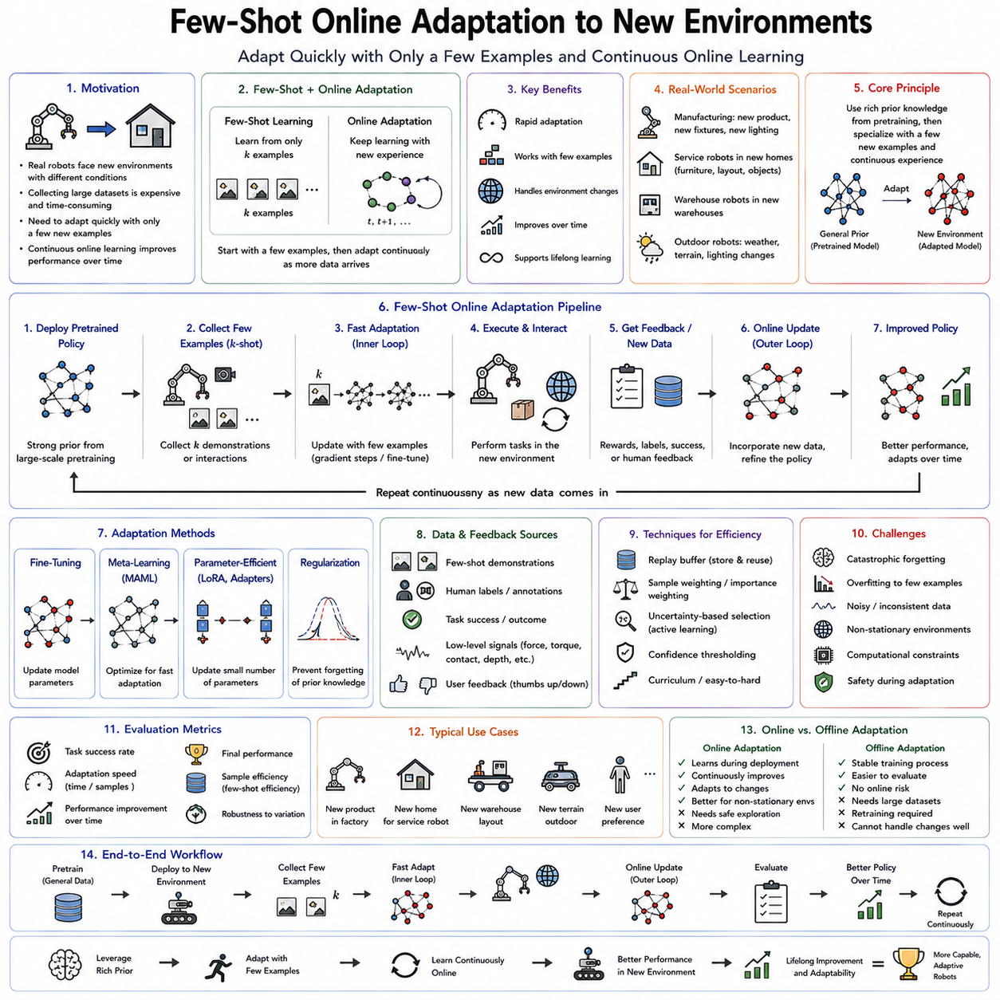 Few-Shot Online Adaptation to New Environments
Adapt Quickly with Only a Few Examples and Continuous Online Learning
1. Motivation
• Real robots face new environments
with different conditions
• Collecting large datasets is expensive
and time-consuming
• Need to adapt quickly with only
a few new examples
• Continuous online learning improves
performance over time
2. Few-Shot + Online Adaptation
Few-Shot Learning
Learn from only
k examples
...
k examples
Online Adaptation
Keep learning with
new experience
t, t+1, ...
Start with a few examples, then adapt continuously
as more data arrives
3. Key Benefits
Rapid adaptation
Works with few examples
Handles environment changes
Improves over time
Supports lifelong learning
4. Real-World Scenarios
Manufacturing: new product,
new fixtures, new lighting
Service robots in new homes
(furniture, layout, objects)
Warehouse robots in new
warehouses
Outdoor robots: weather,
terrain, lighting changes
5. Core Principle
Use rich prior knowledge
from pretraining, then
specialize with a few
new examples and
continuous experience
Adapt
General Prior
(Pretrained Model)
New Environment
(Adapted Model)
6. Few-Shot Online Adaptation Pipeline
1. Deploy Pretrained
Policy
Strong prior from
large-scale pretraining
2. Collect Few
Examples (k-shot)
...
Collect k demonstrations
or interactions
3. Fast Adaptation
(Inner Loop)
k
...
Update with few examples
(gradient steps / fine-tune)
4. Execute & Interact
Perform tasks in the
new environment
5. Get Feedback /
New Data
Rewards, labels, success,
or human feedback
6. Online Update
(Outer Loop)
Incorporate new data,
refine the policy
7. Improved Policy
Better performance,
adapts over time
Repeat continuousny as new data comes in
7. Adaptation Methods
Fine-Tuning
Update model
parameters
Meta-Learning
(MAML)
Optimize for fast
adaptation
Parameter-Efficient
(LoRA, Adapters)
Update small number
of parameters
Regularization
Prevent forgetting
of prior knowledge
8. Data & Feedback Sources
Few-shot demonstrations
Human labels / annotations
Task success / outcome
Low-level signals (force, torque,
contact, depth, etc.)
User feedback (thumbs up/down)
9. Techniques for Efficiency
Replay buffer (store & reuse)
Sample weighting / importance
weighting
Uncertainty-based selection
(active learning)
Confidence thresholding
Curriculum / easy-to-hard
10. Challenges
Catastrophic forgetting
Overfitting to few examples
Noisy / inconsistent data
Non-stationary environments
Computational constraints
Safety during adaptation
11. Evaluation Metrics
Task success rate
Adaptation speed
(time / samples )
Performance improvement
over time
Final performance
Sample efficiency
(few-shot efficiency)
Robustness to variation
12. Typical Use Cases
New product
in factory
New home
for service robot
New warehouse
layout
New terrain
outdoor
New user
preference
...
13. Online vs. Offline Adaptation
Online Adaptation
✓ Learns during deployment
✓ Continuously improves
✓ Adapts to changes
✓ Better for non-stationary envs
✕ Needs safe exploration
✕ More complex
Offline Adaptation
✓ Stable training process
✓ Easier to evaluate
✓ No online risk
✕ Needs large datasets
✕ Retraining required
✕ Cannot handle changes well
14. End-to-End Workflow
Pretrain
(General Data)
Deploy to New
Environment
Collect Few
Examples
k
Fast Adapt
(Inner Loop)
Online Update
(Outer Loop)
Evaluate
Better Policy
Over Time
Repeat
Continuously
Leverage
Rich Prior
Adapt with
Few Examples
Learn Continuously
Online
Better Performance
in New Environment
Lifelong Improvement
and Adaptability
=
More Capable,
Adaptive
Robots